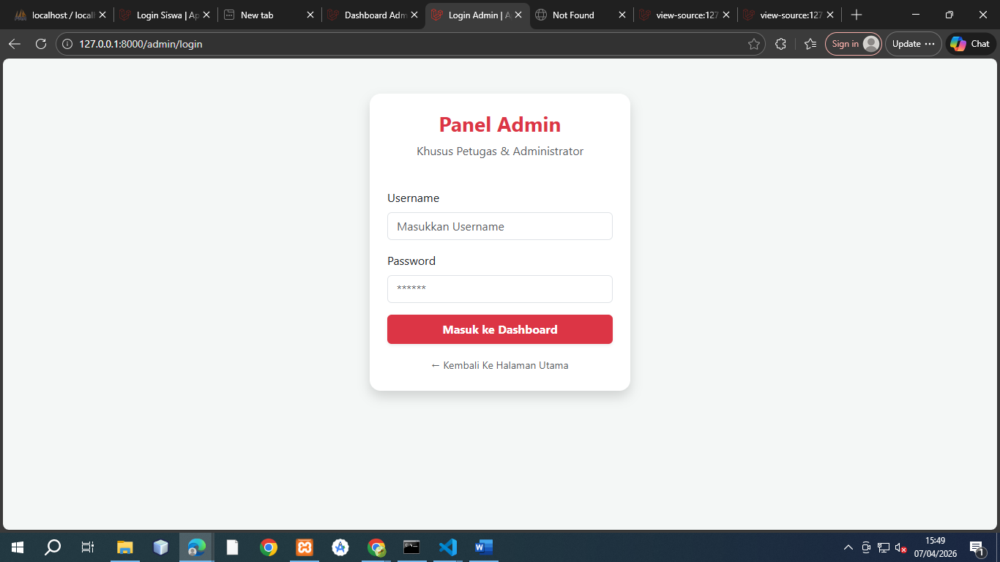 localhost / locall
Login Siswa | Ap
New tab
Dashboard Adm
Login Admin | A
Not Found
view-source:127
view-source:127
127.0.0.1:8000/admin/login
Sign in
Update
Chat
Panel Admin
Khusus Petugas & Administrator
Username
Masukkan Username
Password
******
Masuk ke Dashboard
← Kembali Ke Halaman Utama
15:49
07/04/2026
1